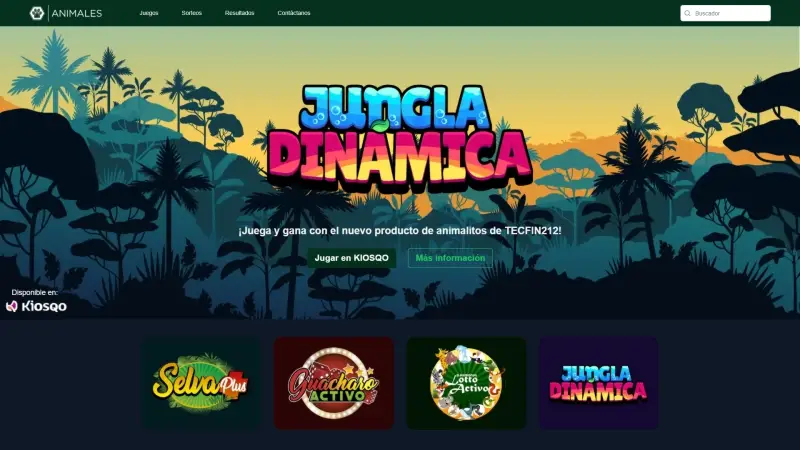 ANIMALES
Juegos
Sorteos
Resultados
Contáctanos
Buscador
JUNGLA
DINÁMICA
¡Juega y gana con el nuevo producto de animalitos de TECFIN212!
Jugar en KIOSQO
Más información
Disponible en:
KIOSQO
Selva Plus
Guácharo
ACTIVO
Lotto
Activo
JUNGLA
DINÁMICA